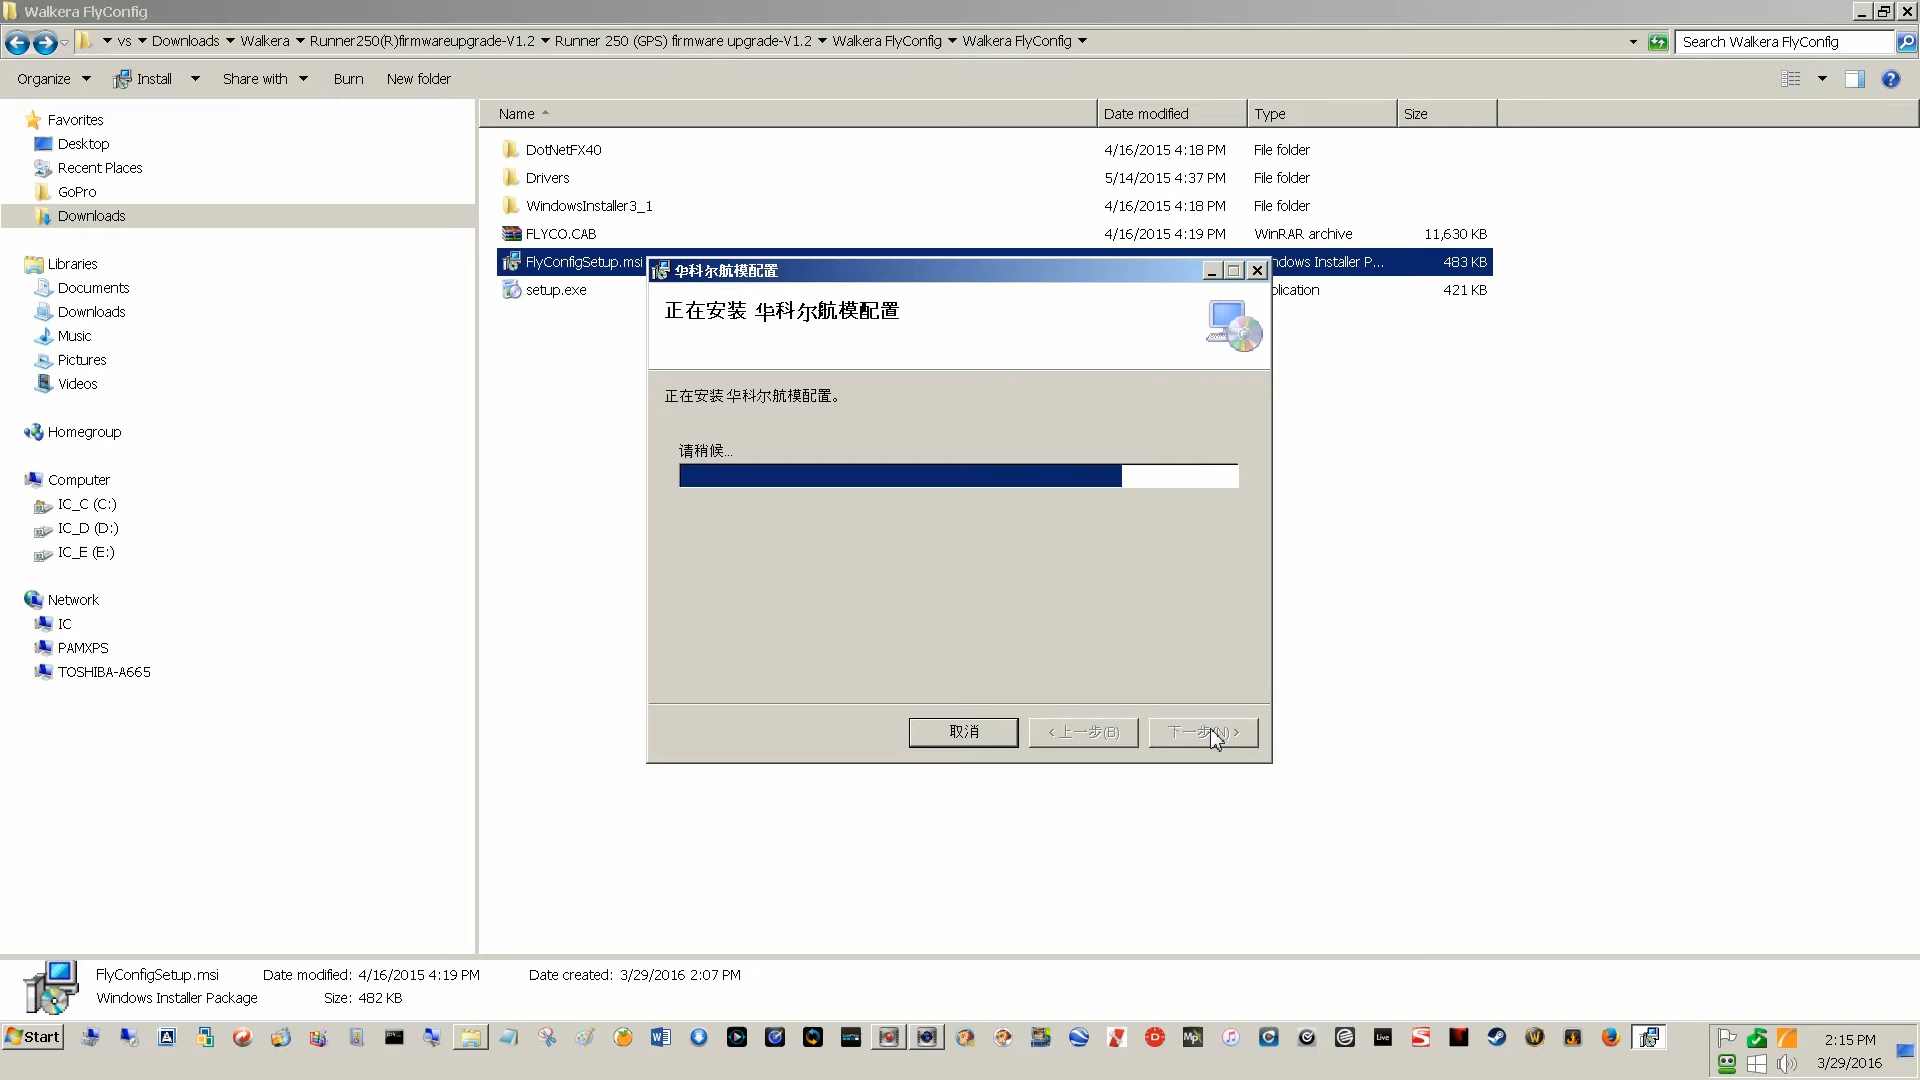 Walkera FlyConfig
vs Downloads Walkera Runner250(R)firmwareupgrade-V1.2 Runner 250 (GPS) firmware upgrade-V1.2 Walkera FlyConfig Walkera FlyConfig
Search Walkera FlyConfig
Organize Install Share with Burn New folder
Favorites
Desktop
Recent Places
GoPro
Downloads
Libraries
Documents
Downloads
Music
Pictures
Videos
Homegroup
Computer
IC_C (C:)
IC_D (D:)
IC_E (E:)
Network
IC
PAMXPS
TOSHIBA-A665
Name Date modified Type Size
DotNetFX40 4/16/2015 4:18 PM File folder
Drivers 5/14/2015 4:37 PM File folder
WindowsInstaller3_1 4/16/2015 4:18 PM File folder
FLYCO.CAB 4/16/2015 4:19 PM WinRAR archive 11,630 KB
FlyConfigSetup.msi ndows Installer P... 483 KB
setup.exe plication 421 KB
华科尔航模配置
正在安装 华科尔航模配置
正在安装 华科尔航模配置。
请稍候...
取消
< 上一步(B)
下一步(N) >
FlyConfigSetup.msi Date modified: 4/16/2015 4:19 PM Date created: 3/29/2016 2:07 PM
Windows Installer Package Size: 482 KB
Start
2:15 PM
3/29/2016